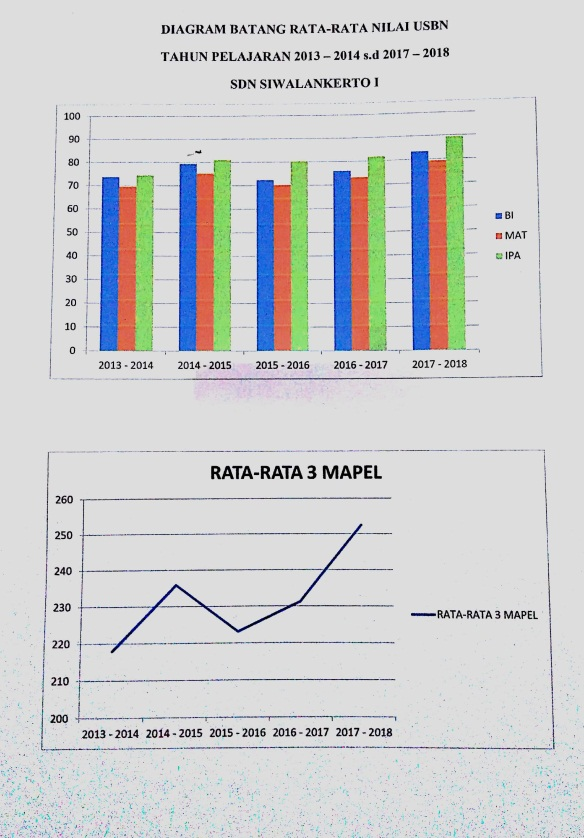 DIAGRAM BATANG RATA-RATA NILAI USBN
TAHUN PELAJARAN 2013 – 2014 s.d 2017 – 2018
SDN SIWALANKERTO I
100
90
80
70
60
50
40
30
20
10
0
2013 - 2014 2014 - 2015 2015 - 2016 2016 - 2017 2017 - 2018
BI
MAT
IPA
RATA-RATA 3 MAPEL
260
250
240
230
220
210
200
2013 - 2014 2014 - 2015 2015 - 2016 2016 - 2017 2017 - 2018
RATA-RATA 3 MAPEL